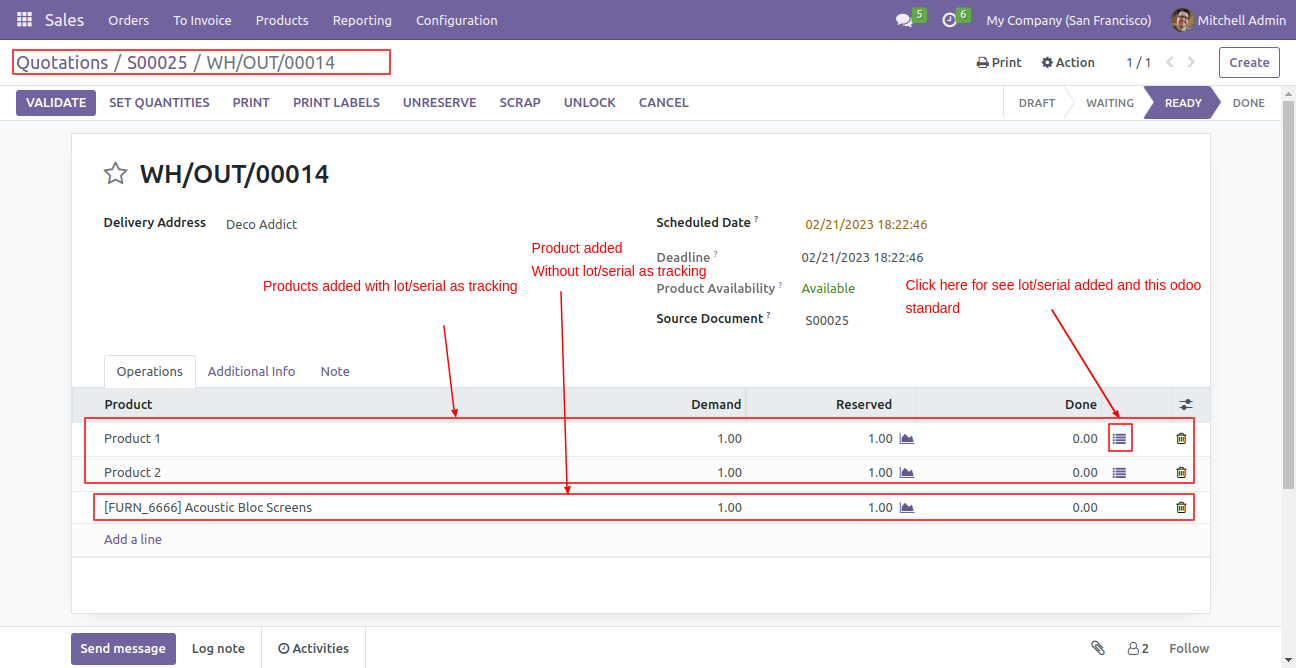 Sales Orders To Invoice Products Reporting Configuration 5 6 My Company (San Francisco) Mitchell Admin
Quotations / S00025 / WH/OUT/00014 Print Action 1 / 1 Create
VALIDATE SET QUANTITIES PRINT PRINT LABELS UNRESERVE SCRAP UNLOCK CANCEL DRAFT WAITING READY DONE
WH/OUT/00014
Delivery Address Deco Addict Scheduled Date ? 02/21/2023 18:22:46
Product added
Deadline ? 02/21/2023 18:22:46
Without lot/serial as tracking
Products added with lot/serial as tracking
Product Availability ? Available
Click here for see lot/serial added and this odoo
standard
Source Document ? S00025
Operations Additional Info Note
Product Demand Reserved Done
Product 1 1.00 1.00 0.00
Product 2 1.00 1.00 0.00
[FURN_6666] Acoustic Bloc Screens 1.00 1.00 0.00
Add a line
Send message Log note Activities 2 Follow